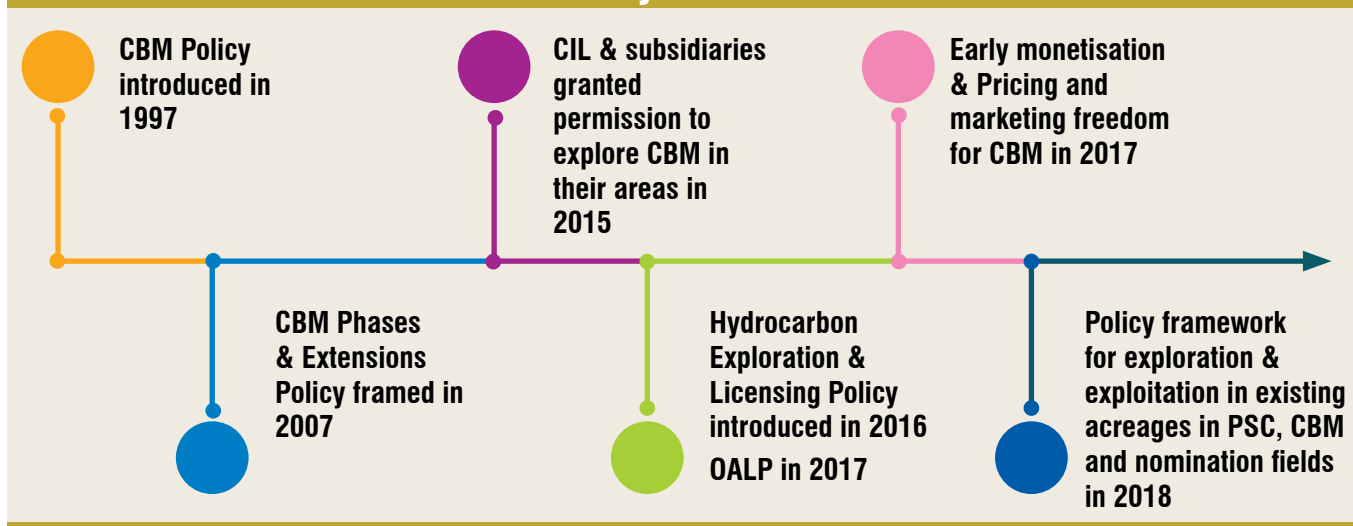 CBM Policy
introduced in
1997
CIL & subsidiaries
granted
permission to
explore CBM in
their areas in
2015
Early monetisation
& Pricing and
marketing freedom
for CBM in 2017
CBM Phases
& Extensions
Policy framed in
2007
Hydrocarbon
Exploration &
Licensing Policy
introduced in 2016
OALP in 2017
Policy framework
for exploration &
exploitation in existing
acreages in PSC, CBM
and nomination fields
in 2018